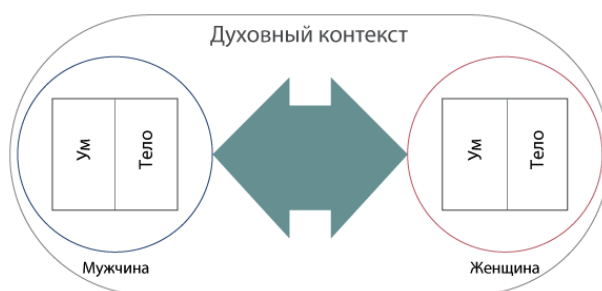 Духовный контекст
Ум
Тело
Ум
Тело
Мужчина
Женщина